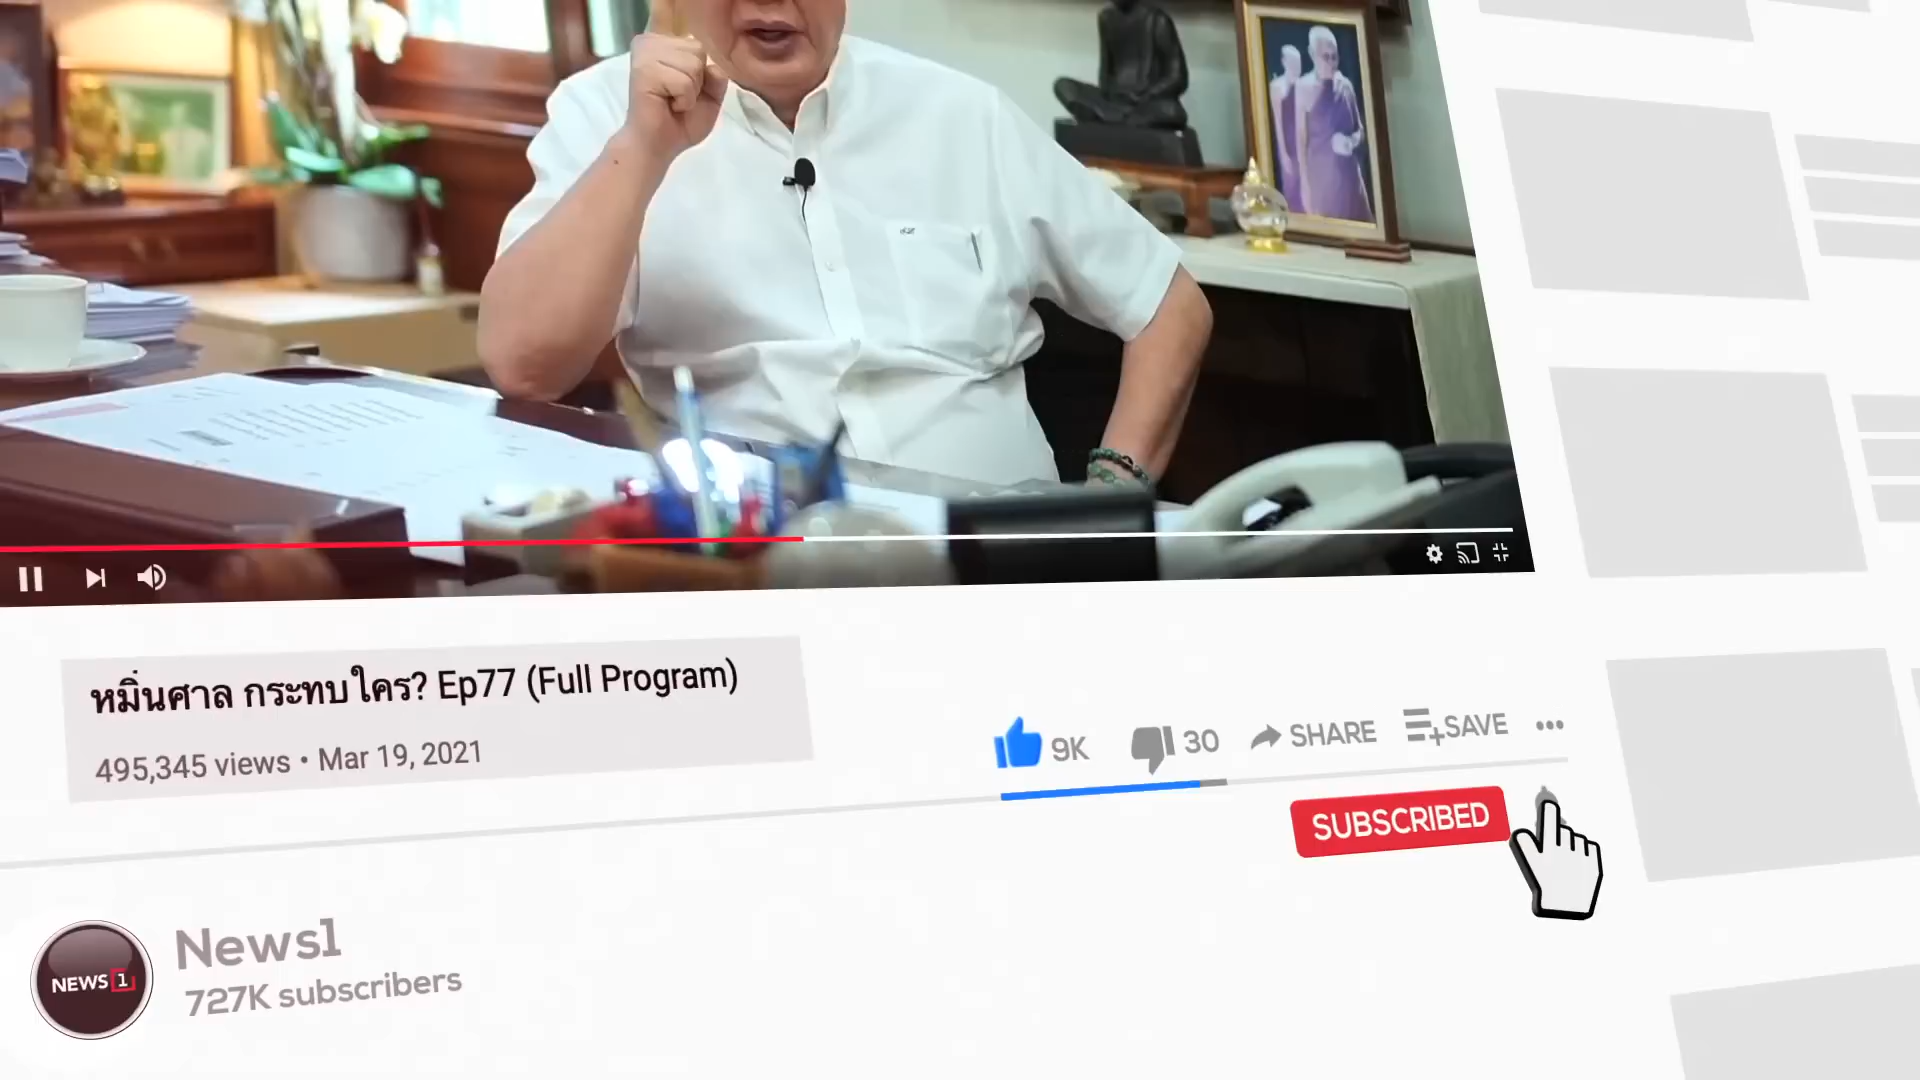 หมิ่นศาล กระทบใคร? Ep77 (Full Program)
495,345 views • Mar 19, 2021
9K
30
SHARE
SAVE
SUBSCRIBED
NEWS 1
News1
727K subscribers